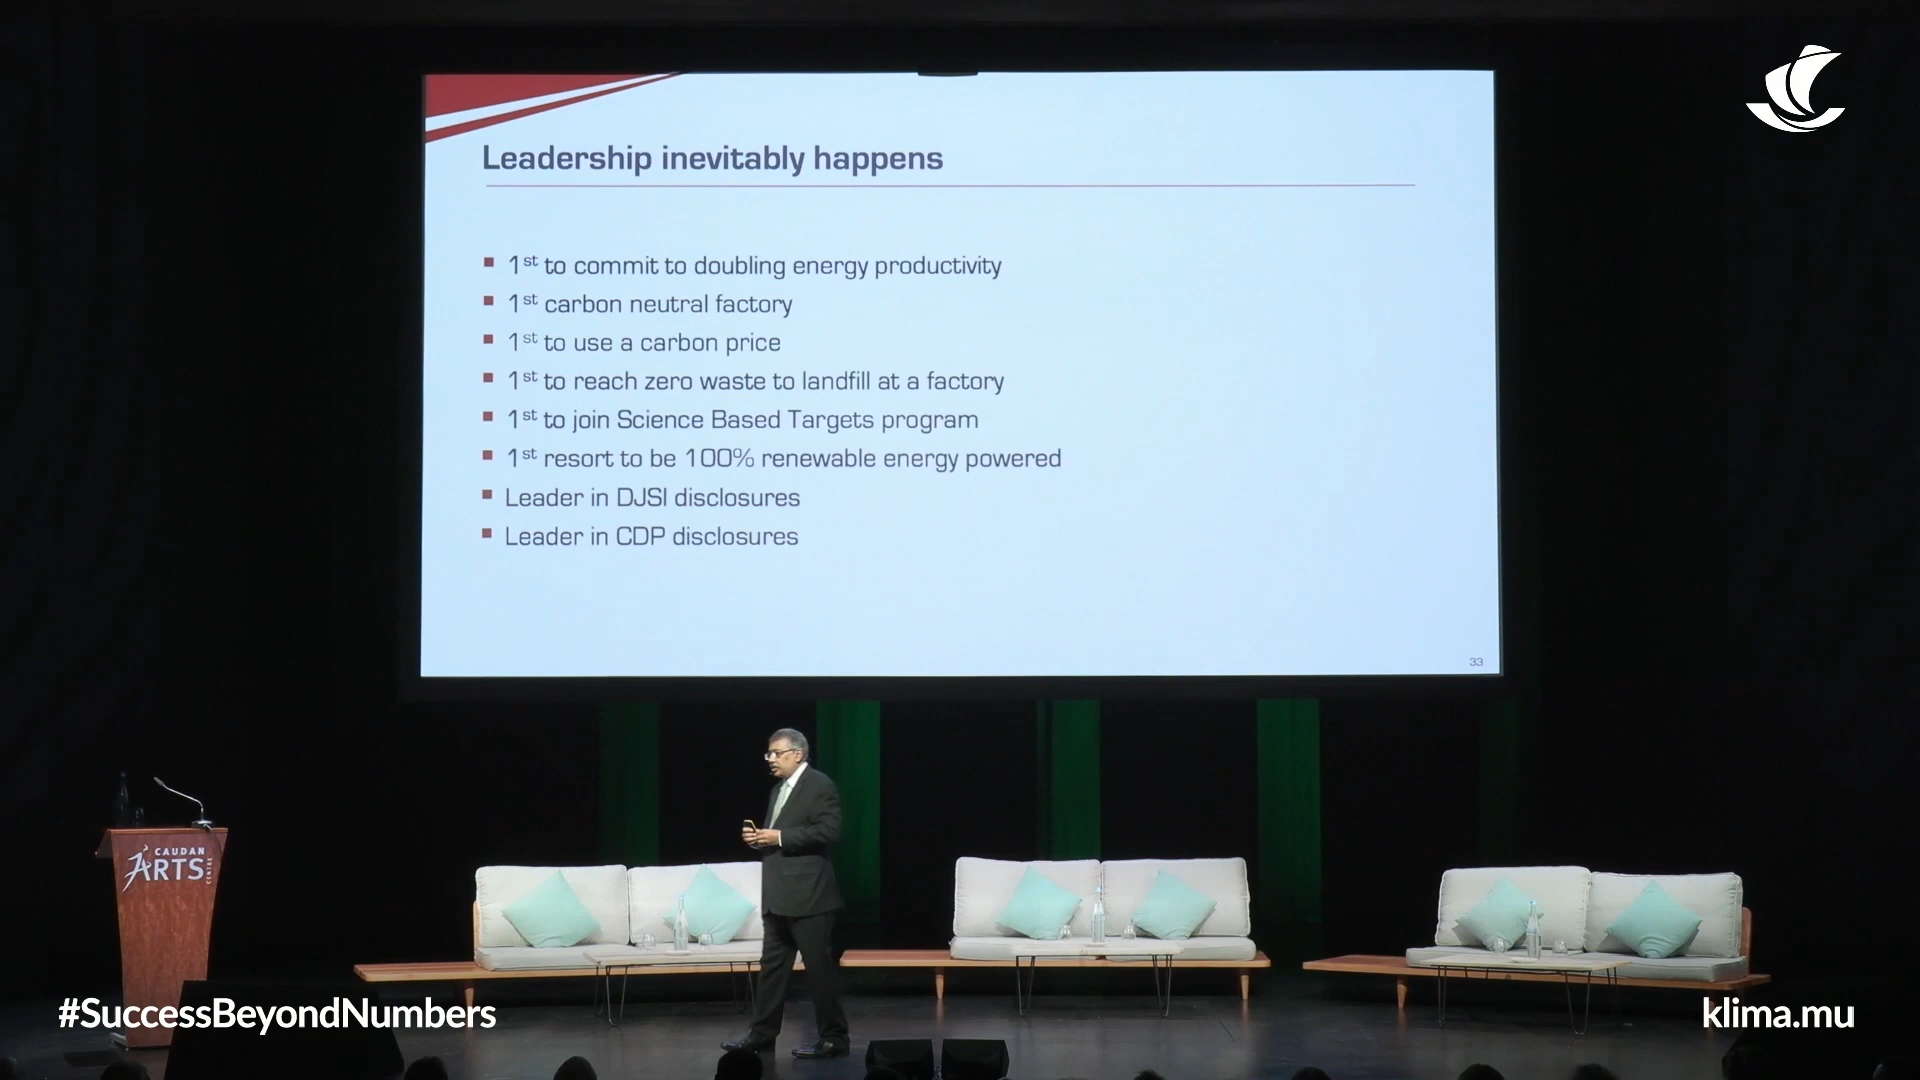 Leadership inevitably happens
1st to commit to doubling energy productivity
1st carbon neutral factory
1st to use a carbon price
1st to reach zero waste to landfill at a factory
1st to join Science Based Targets program
1st resort to be 100% renewable energy powered
Leader in DJSI disclosures
Leader in CDP disclosures
33
CAUDAN
ARTS
CENTRE
#SuccessBeyondNumbers
klima.mu